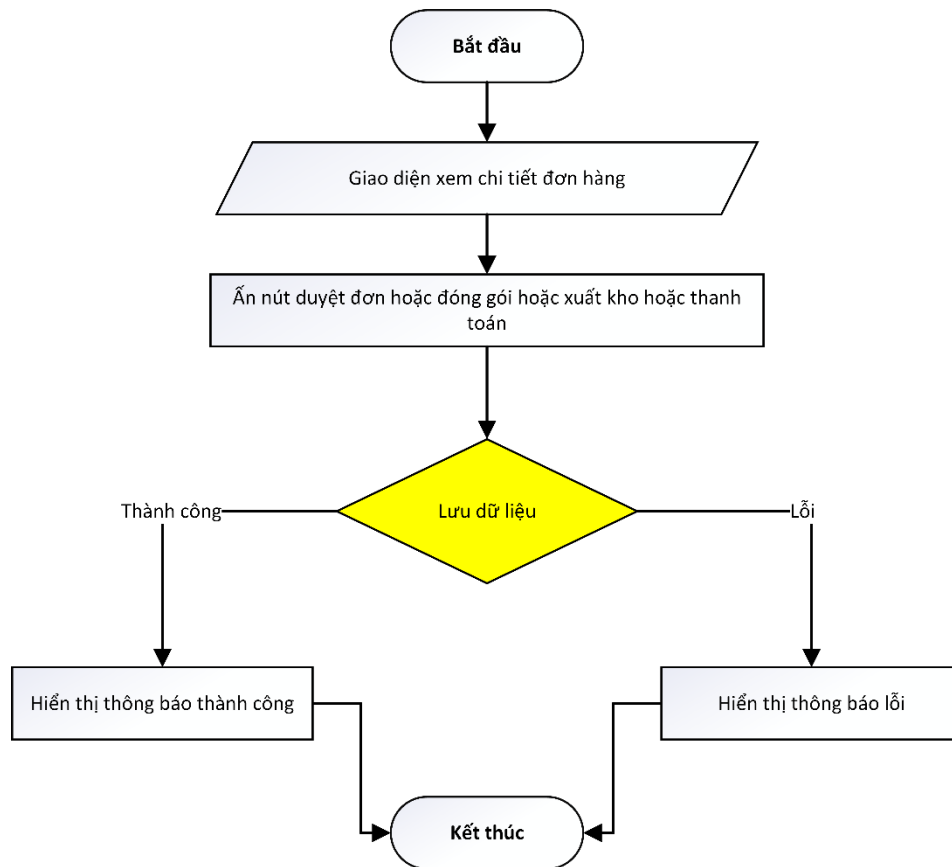 Bắt đầu
Giao diện xem chi tiết đơn hàng
Ấn nút duyệt đơn hoặc đóng gói hoặc xuất kho hoặc thanh
toán
Lưu dữ liệu
Thành công
Lỗi
Hiển thị thông báo thành công
Hiển thị thông báo lỗi
Kết thúc